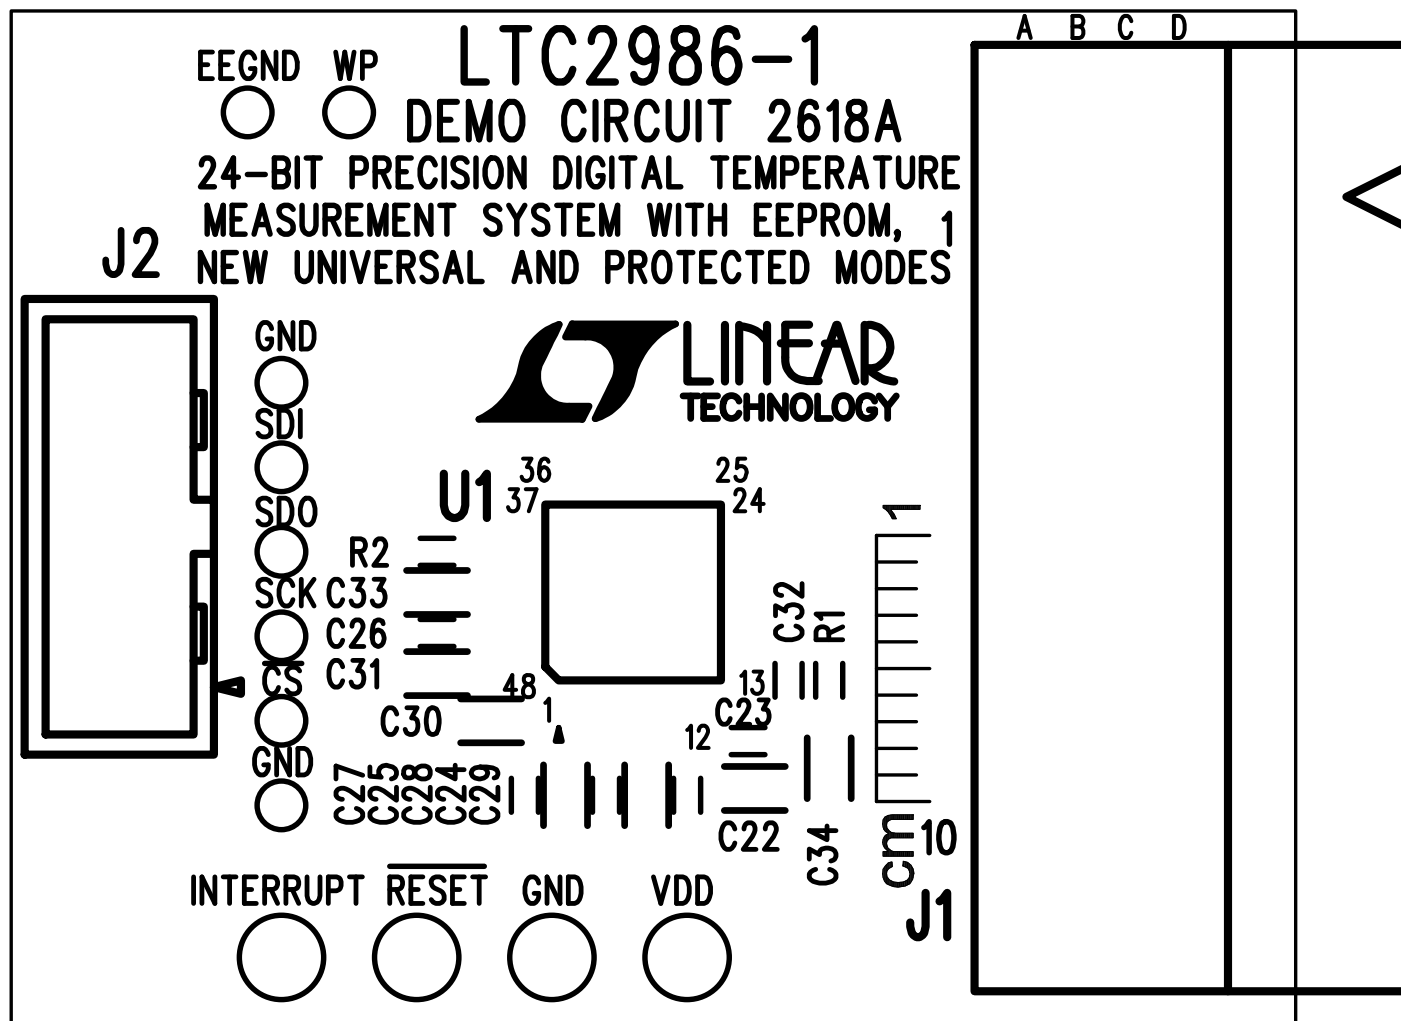 A B C D
LTC2986-1
EEGND WP
DEMO CIRCUIT 2618A
24-BIT PRECISION DIGITAL TEMPERATURE
MEASUREMENT SYSTEM WITH EEPROM,
1
NEW UNIVERSAL AND PROTECTED MODES
J2
GND
SDI
SDO
SCK
CS
GND
LINEAR
TECHNOLOGY
U1
36
37
25
24
R2
C33
C26
C31
C30
48
1
13
12
C23
C32
R1
C27
C25
C28
C24
C29
C22
C34
1
cm
10
J1
INTERRUPT RESET GND VDD